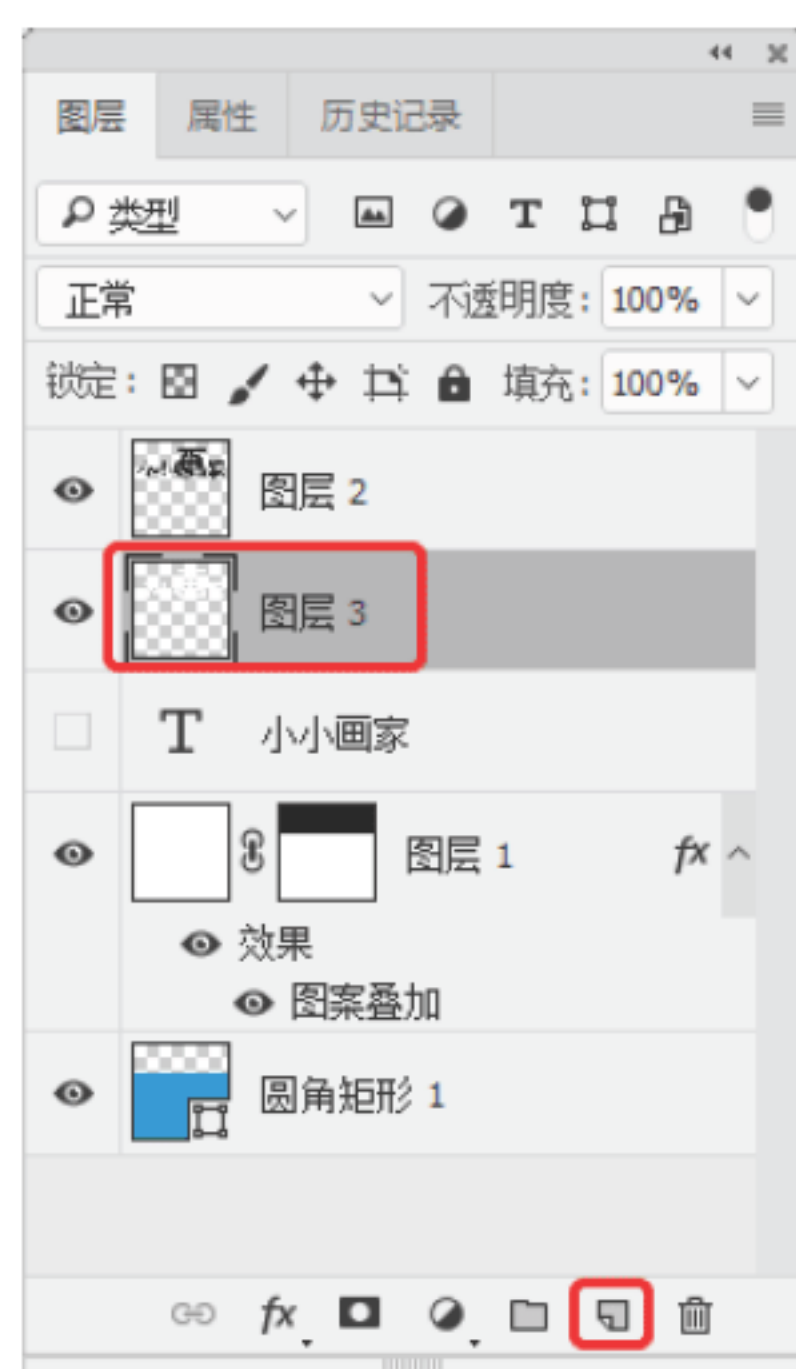 图层 属性 历史记录
类型 T
正常 不透明度: 100%
锁定: 填充: 100%
图层 2
图层 3
T 小小画家
图层 1 fx
效果
图案叠加
圆角矩形 1
fx